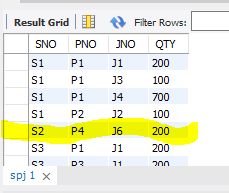 Result Grid Filter Rows:
SNO PNO JNO QTY
S1 P1 J1 200
S1 P1 J3 100
S1 P1 J4 700
S1 P2 J2 100
S2 P4 J6 200
S3 P1 J1 200
S3 P3 J1 200
spj 1 ×